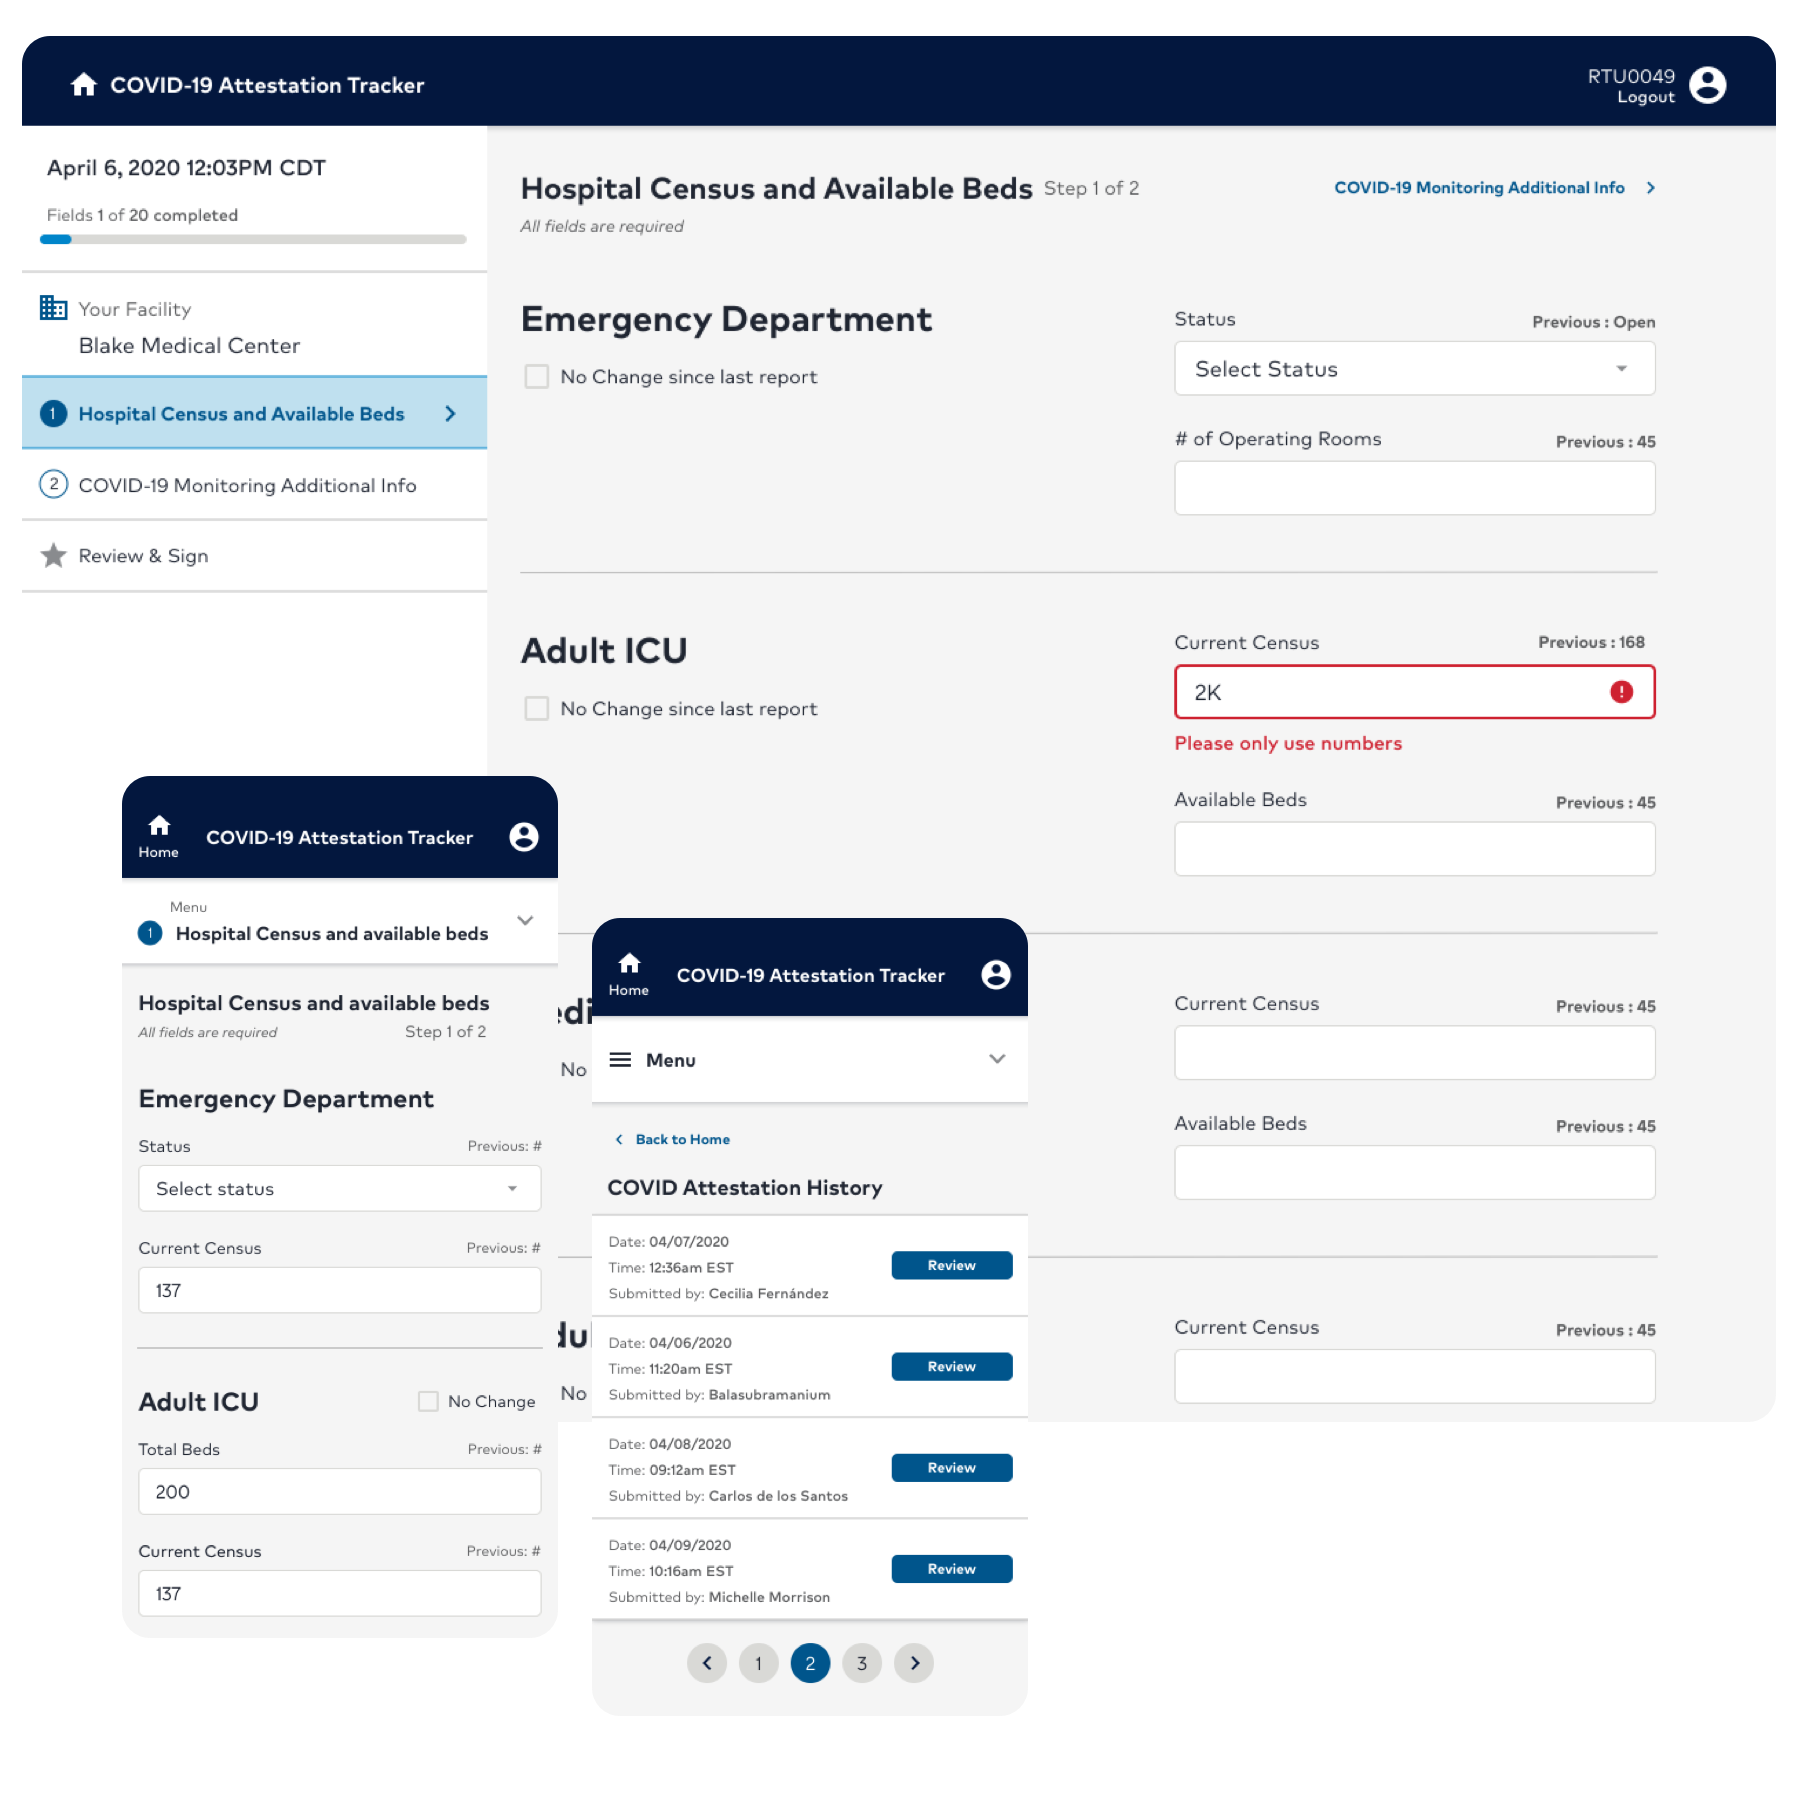 COVID-19 Attestation Tracker
RTU0049
Logout
April 6, 2020 12:03PM CDT
Fields 1 of 20 completed
Your Facility
Blake Medical Center
1 Hospital Census and Available Beds
2 COVID-19 Monitoring Additional Info
Review & Sign
Hospital Census and Available Beds Step 1 of 2
COVID-19 Monitoring Additional Info
All fields are required
Emergency Department
No Change since last report
Status Previous : Open
Select Status
# of Operating Rooms Previous : 45
Adult ICU
No Change since last report
Current Census Previous : 168
2K
Please only use numbers
Available Beds Previous : 45
No
Current Census Previous : 45
Available Beds Previous : 45
No
Current Census Previous : 45
Home
COVID-19 Attestation Tracker
Menu
1 Hospital Census and available beds
Hospital Census and available beds
All fields are required Step 1 of 2
Emergency Department
Status Previous: #
Select status
Current Census Previous: #
137
Adult ICU No Change
Total Beds Previous: #
200
Current Census Previous: #
137
Home
COVID-19 Attestation Tracker
Menu
Back to Home
COVID Attestation History
Date: 04/07/2020
Time: 12:36am EST
Submitted by: Cecilia Fernández
Review
Date: 04/06/2020
Time: 11:20am EST
Submitted by: Balasubramanium
Review
Date: 04/08/2020
Time: 09:12am EST
Submitted by: Carlos de los Santos
Review
Date: 04/09/2020
Time: 10:16am EST
Submitted by: Michelle Morrison
Review
1 2 3